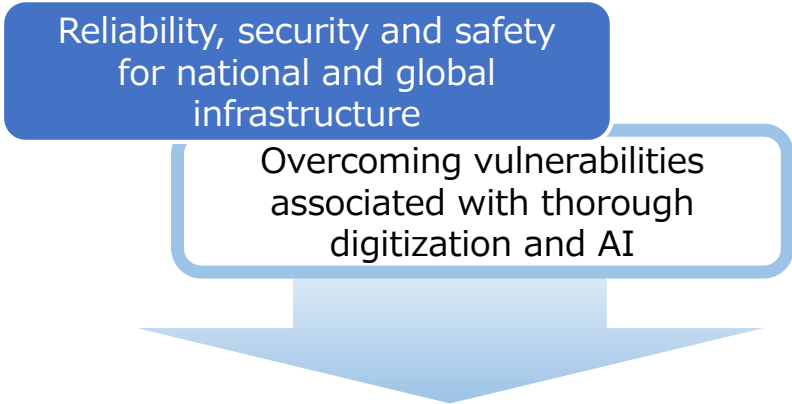 Reliability, security and safety
for national and global
infrastructure
Overcoming vulnerabilities
associated with thorough
digitization and AI